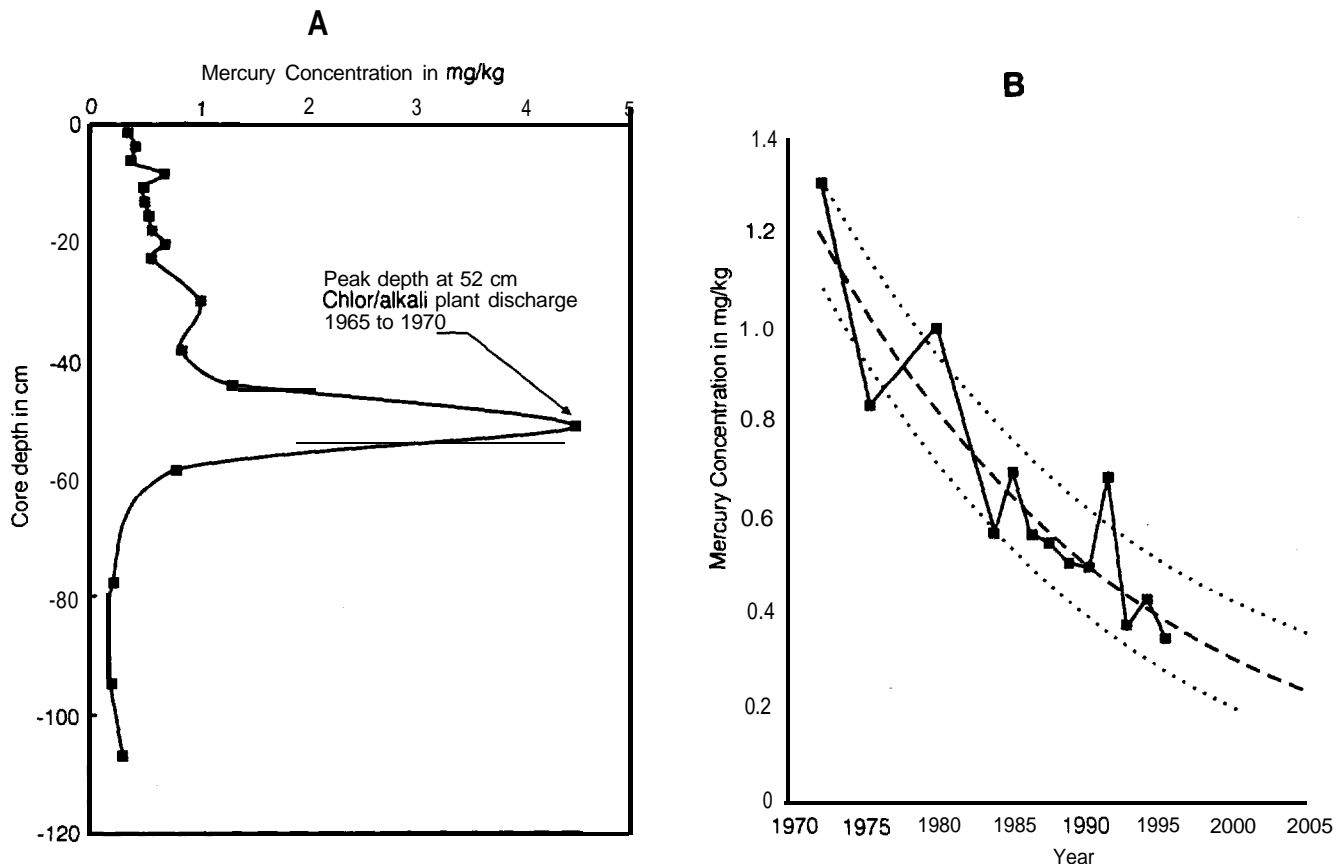 A
Mercury Concentration in mg/kg
0 1 2 3 4 5
0
-20
-40
-60
-80
-100
-120
Core depth in cm
Peak depth at 52 cm
Chlor/alkali plant discharge
1965 to 1970
B
1.4
1.2
1.0
0.8
0.6
0.4
0.2
0
Mercury Concentration in mg/kg
1970 1975 1980 1985 1990 1995 2000 2005
Year